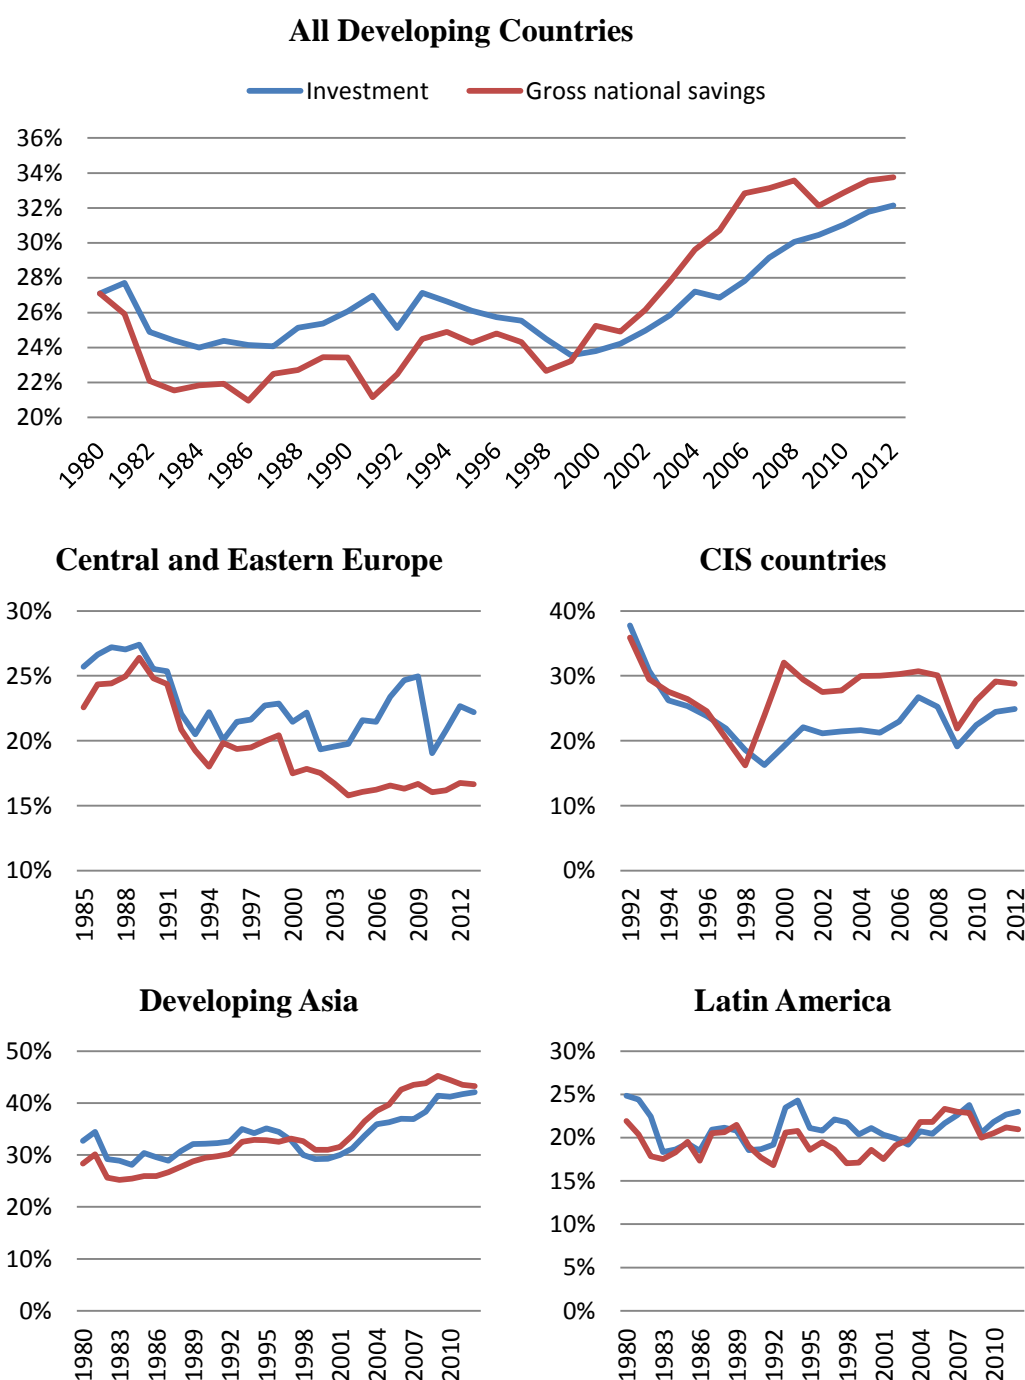 All Developing Countries
Investment Gross national savings
36%
34%
32%
30%
28%
26%
24%
22%
20%
1980 1982 1984 1986 1988 1990 1992 1994 1996 1998 2000 2002 2004 2006 2008 2010 2012
Central and Eastern Europe
30%
25%
20%
15%
10%
1985 1988 1991 1994 1997 2000 2003 2006 2009 2012
CIS countries
40%
30%
20%
10%
0%
1992 1994 1996 1998 2000 2002 2004 2006 2008 2010 2012
Developing Asia
50%
40%
30%
20%
10%
0%
1980 1983 1986 1989 1992 1995 1998 2001 2004 2007 2010
Latin America
30%
25%
20%
15%
10%
5%
0%
1980 1983 1986 1989 1992 1995 1998 2001 2004 2007 2010